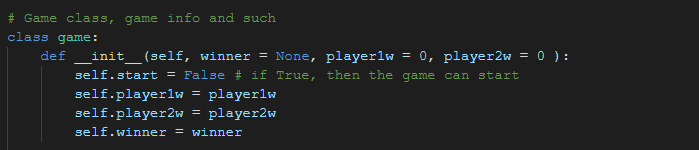 # Game class, game info and such
class game:
    def __init__(self, winner = None, player1w = 0, player2w = 0 ):
        self.start = False # if True, then the game can start
        self.player1w = player1w
        self.player2w = player2w
        self.winner = winner